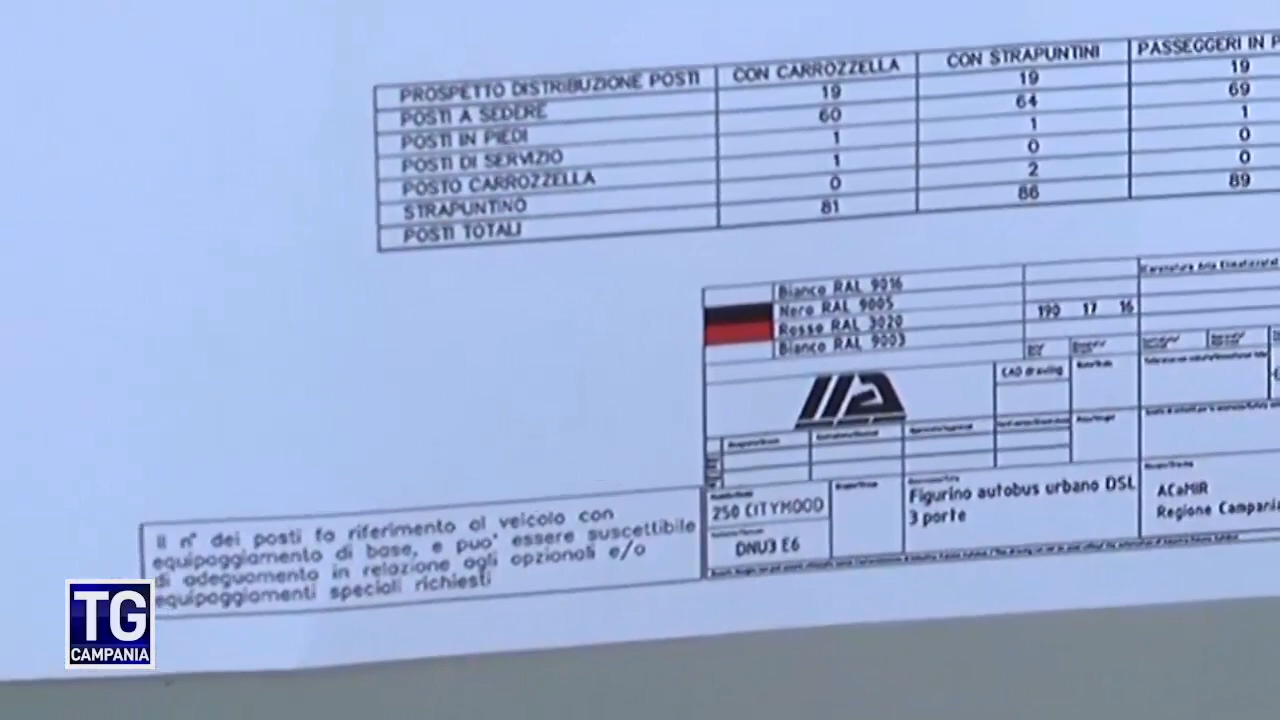 PROSPETTO DISTRIBUZIONE POSTI CON CARROZZELLA CON STRAPUNTINI PASSEGGERI IN P
POSTI A SEDERE 19 19 19
POSTI IN PIEDI 60 64 69
POSTI DI SERVIZIO 1 1 1
POSTO CARROZZELLA 1 0 0
STRAPUNTINO 0 2 0
POSTI TOTALI 81 86 89
Bianco RAL 9016
Nero RAL 9005
Rosso RAL 3020
Bianco RAL 9003
190 17 16
CAD drawing
IIA
250 CITYMOOD
DNU3 E6
Figurino autobus urbano DSL
3 porte
ACaMIR
Regione Campania
Il n° dei posti fa riferimento al veicolo con
equipaggiamento di base, e puo' essere suscettibile
di adeguamento in relazione agli opzionali e/o
equipaggiamenti speciali richiesti
TG
CAMPANIA